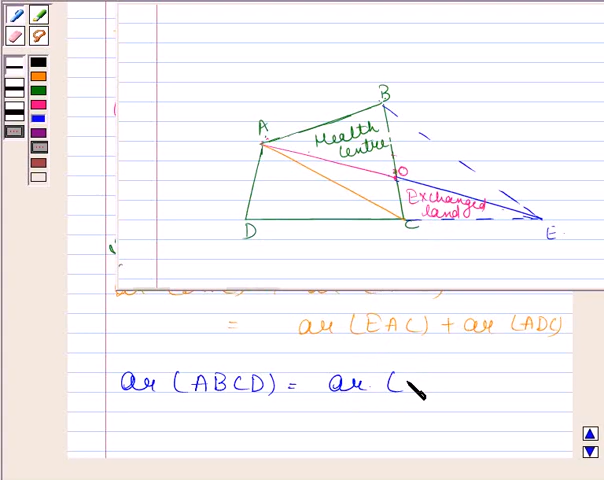 B
A
Health
centre
O
Exchanged
land
D
C
E
= ar (EAC) + ar (ADC)
ar (ABCD) = ar. (